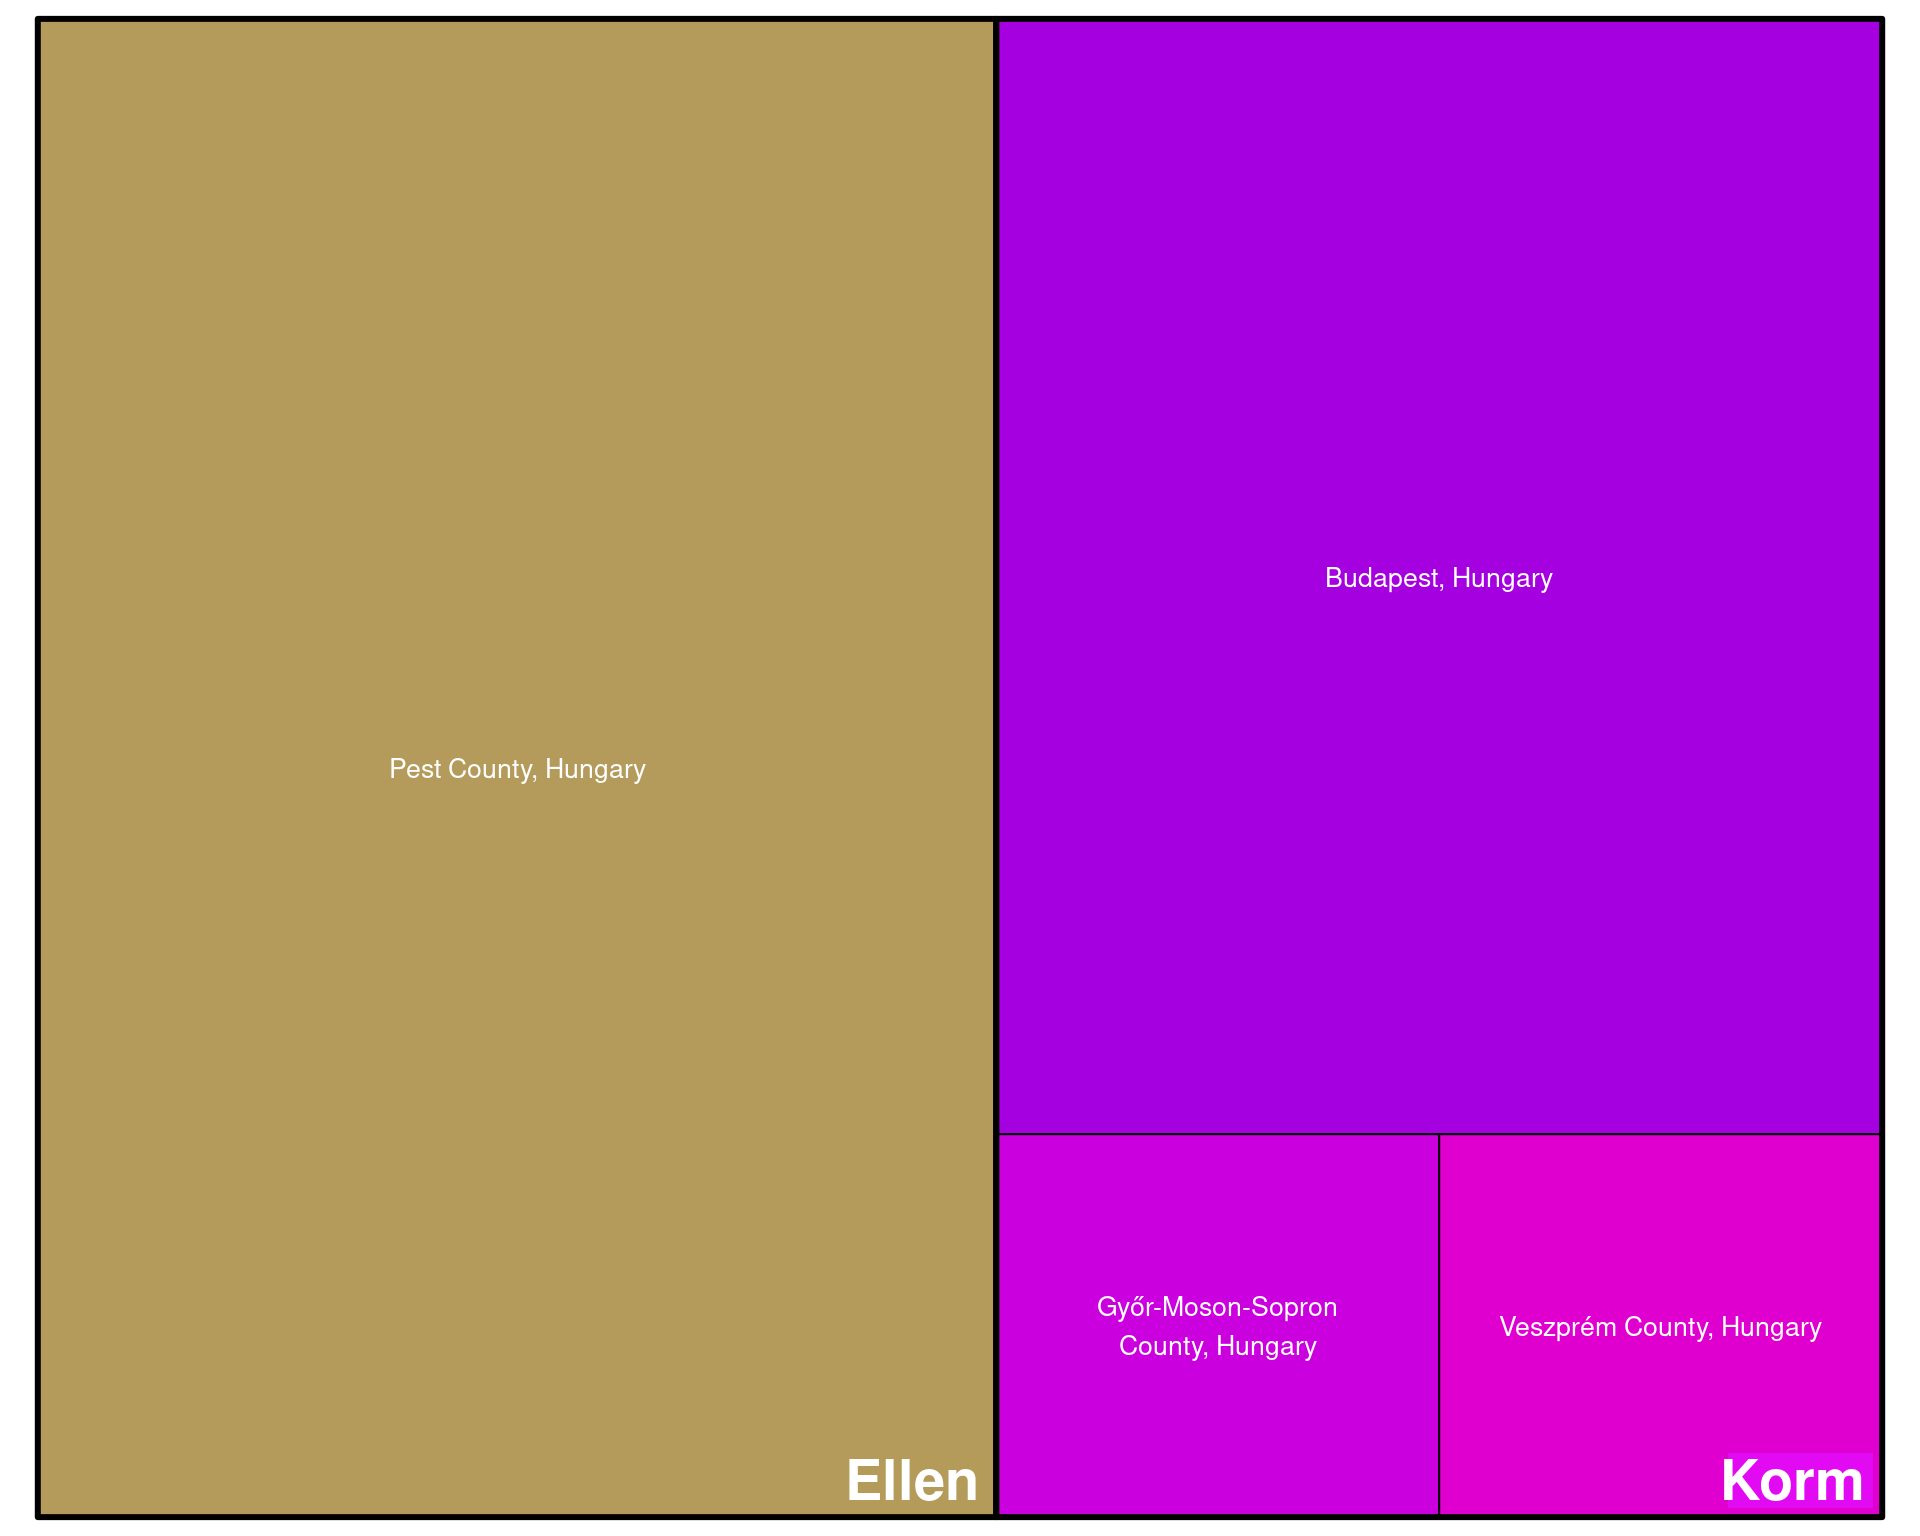 Pest County, Hungary
Ellen
Budapest, Hungary
Győr-Moson-Sopron
County, Hungary
Veszprém County, Hungary
Korm